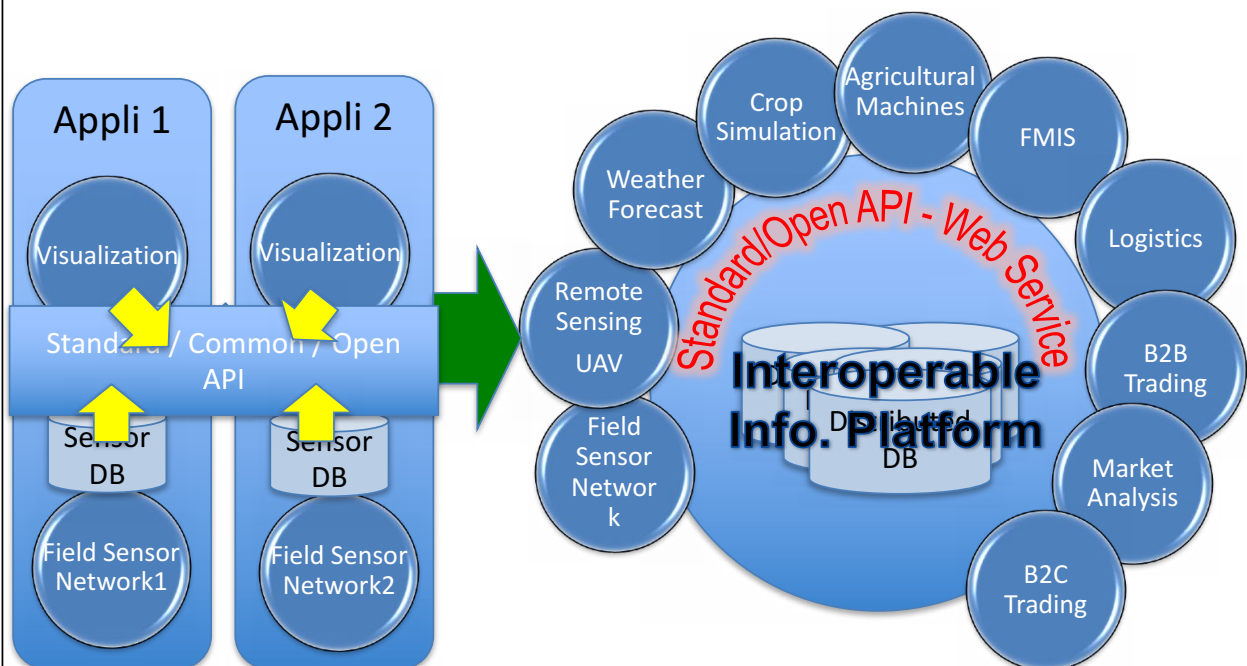 Appli 1
Visualization
Appli 2
Visualization
Standard / Common / Open
API
Sensor
DB
Sensor
DB
Field Sensor
Network1
Field Sensor
Network2
Field
Sensor
Networ
k
Remote
Sensing
UAV
Weather
Forecast
Crop
Simulation
Agricultural
Machines
FMIS
Logistics
B2B
Trading
Market
Analysis
B2C
Trading
Standard/Open API - Web Service
Interoperable
Info. Platform
Distributed
DB